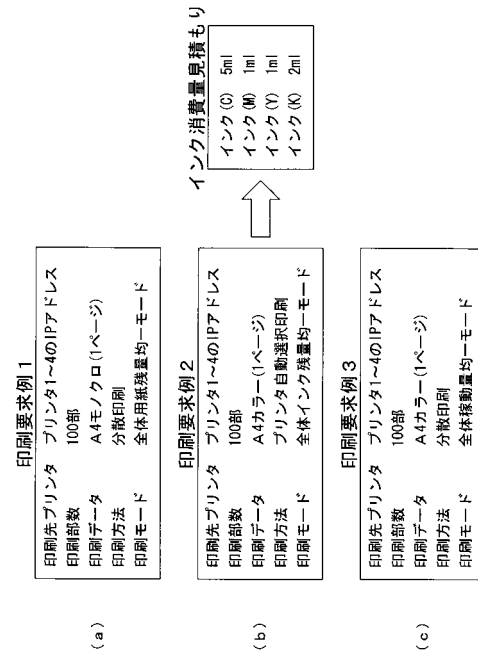 (a)
印刷要求例1
印刷先プリンタ プリンタ1~4のIPアドレス
印刷部数 100部
印刷データ A4モノクロ(1ページ)
印刷方法 分散印刷
印刷モード 全体用紙残量均一モード
(b)
印刷要求例2
印刷先プリンタ プリンタ1~4のIPアドレス
印刷部数 100部
印刷データ A4カラー(1ページ)
印刷方法 プリンタ自動選択印刷
印刷モード 全体インク残量均一モード
インク消費量見積もり
インク(C) 5ml
インク(M) 1ml
インク(Y) 1ml
インク(K) 2ml
(c)
印刷要求例3
印刷先プリンタ プリンタ1~4のIPアドレス
印刷部数 100部
印刷データ A4カラー(1ページ)
印刷方法 分散印刷
印刷モード 全体稼動量均一モード